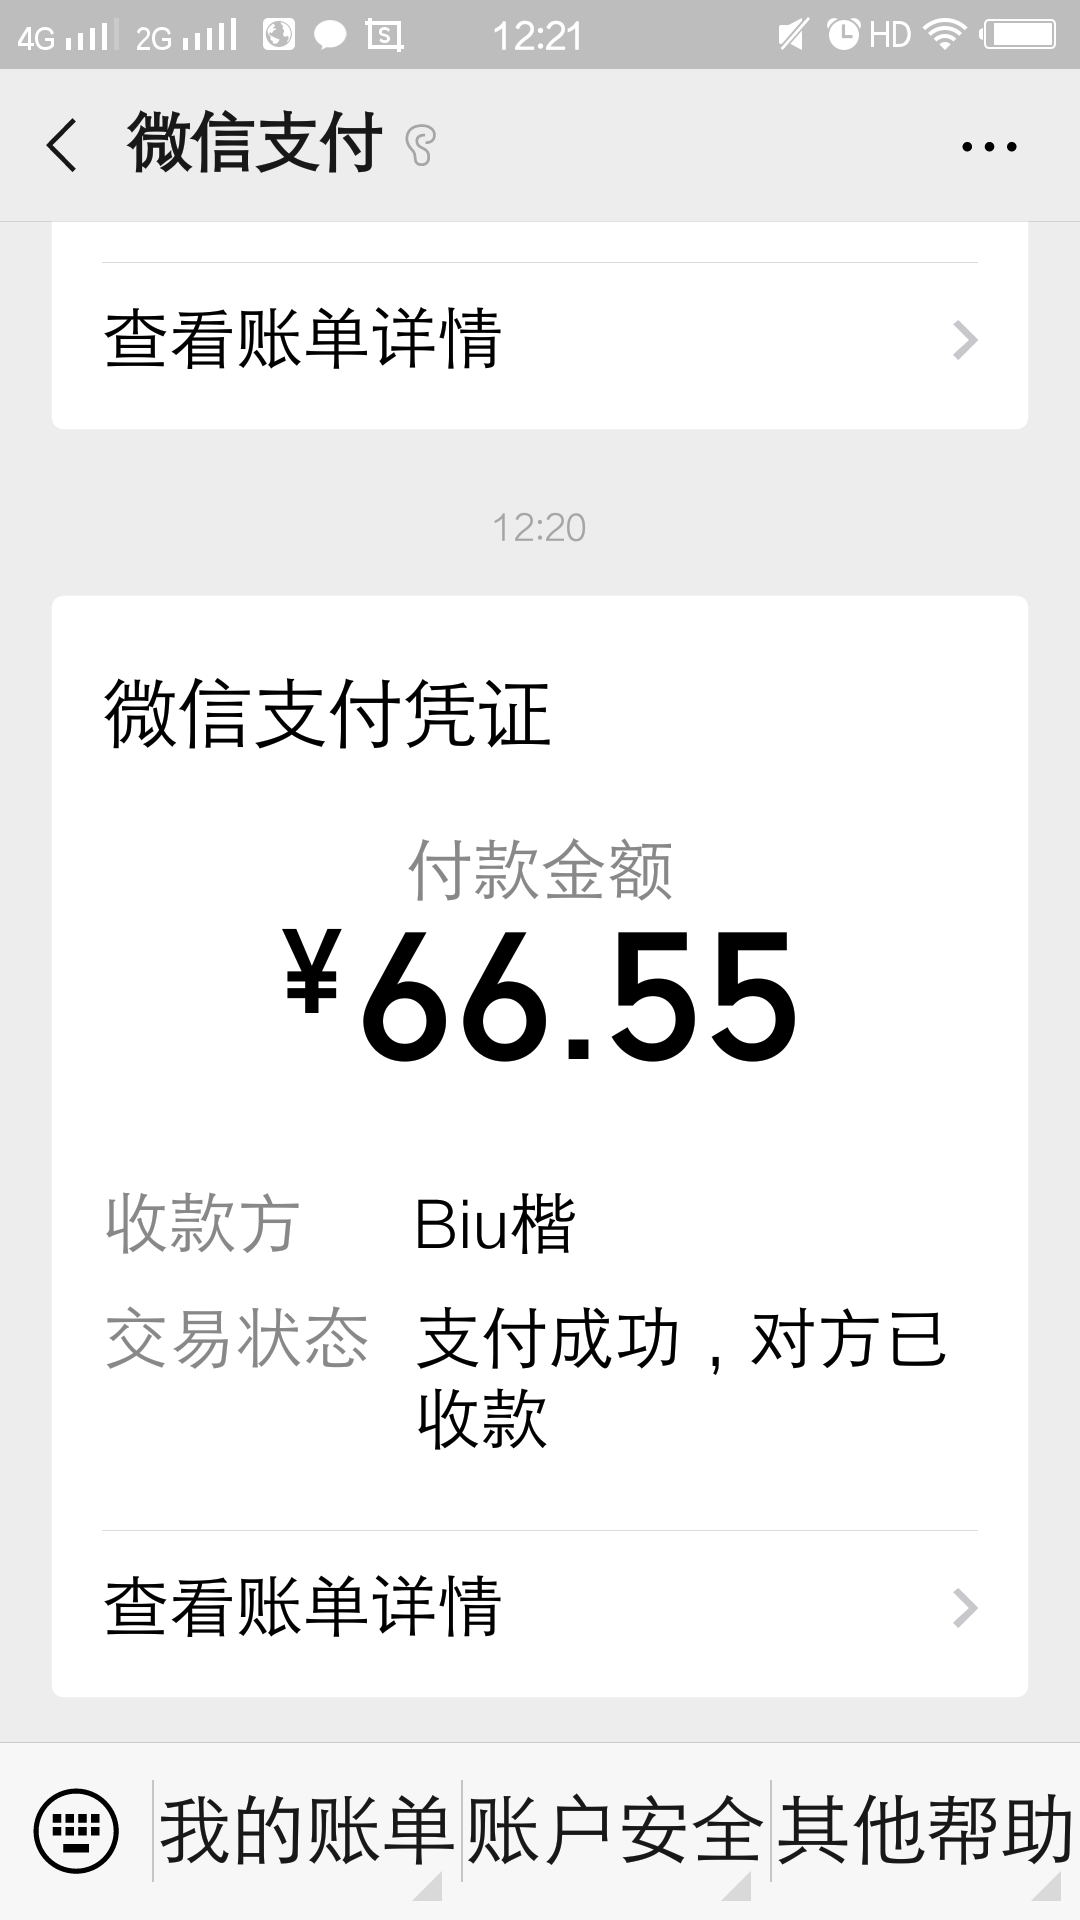 4G 2G 12:21 HD
微信支付
查看账单详情
12:20
微信支付凭证
付款金额
¥66.55
收款方 Biu楷
交易状态 支付成功，对方已
收款
查看账单详情
我的账单 账户安全 其他帮助